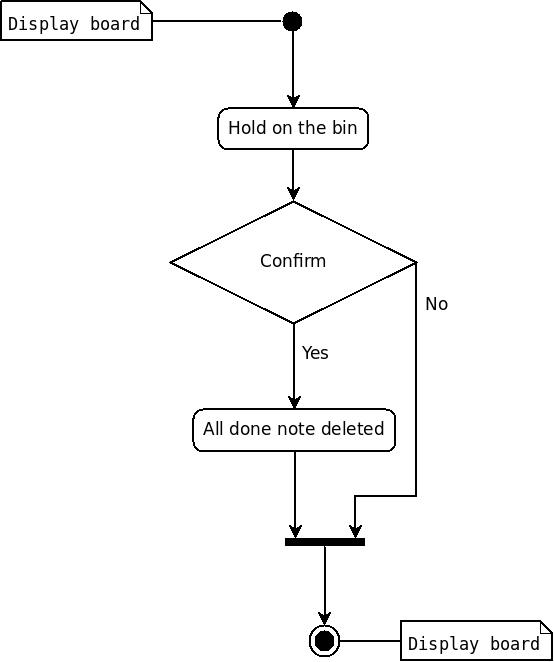 Display board
Hold on the bin
Confirm
No
Yes
All done note deleted
Display board